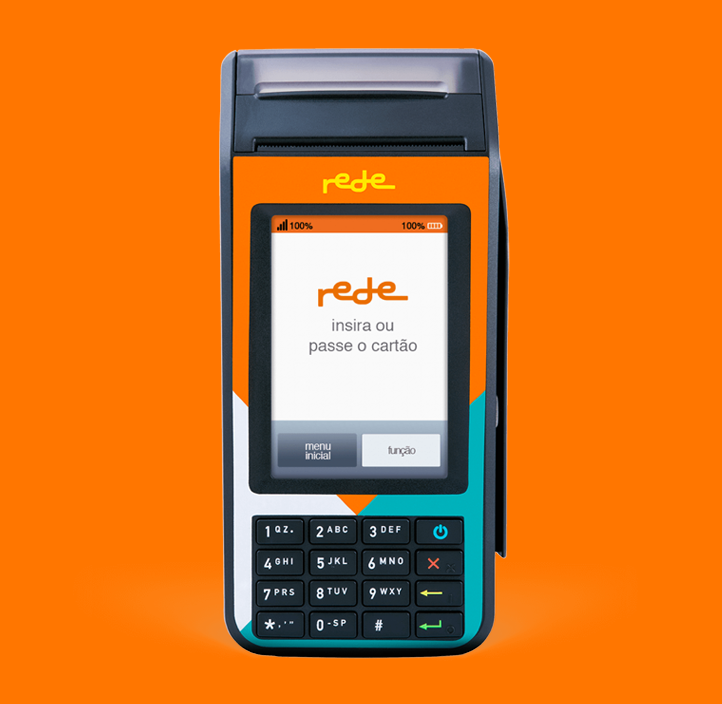 rede
100% 100%
rede
insira ou
passe o cartão
menu
inicial
função
1 QZ. 2 ABC 3 DEF
4 GHI 5 JKL 6 MNO
7 PRS 8 TUV 9 WXY
* ,'" 0 -SP #